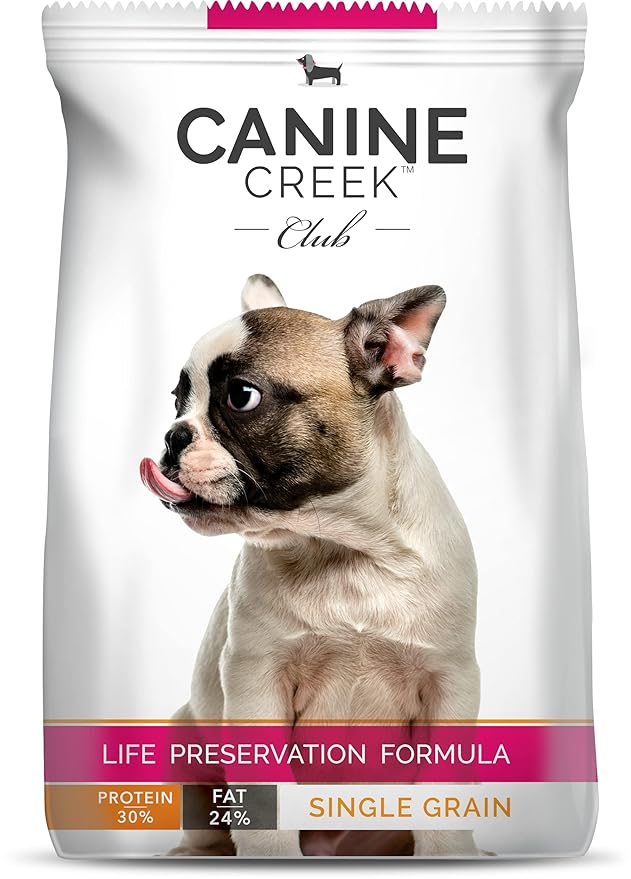 CANINE
CREEK™
Club
LIFE PRESERVATION FORMULA
PROTEIN
30%
FAT
24%
SINGLE GRAIN